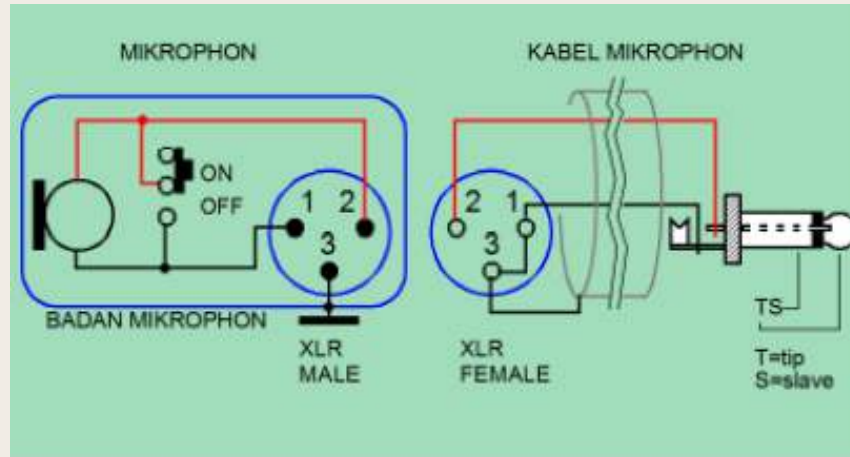 MIKROPHON
KABEL MIKROPHON
ON
OFF
1
2
3
2
1
3
BADAN MIKROPHON
XLR
MALE
XLR
FEMALE
TS
T=tip
S=slave